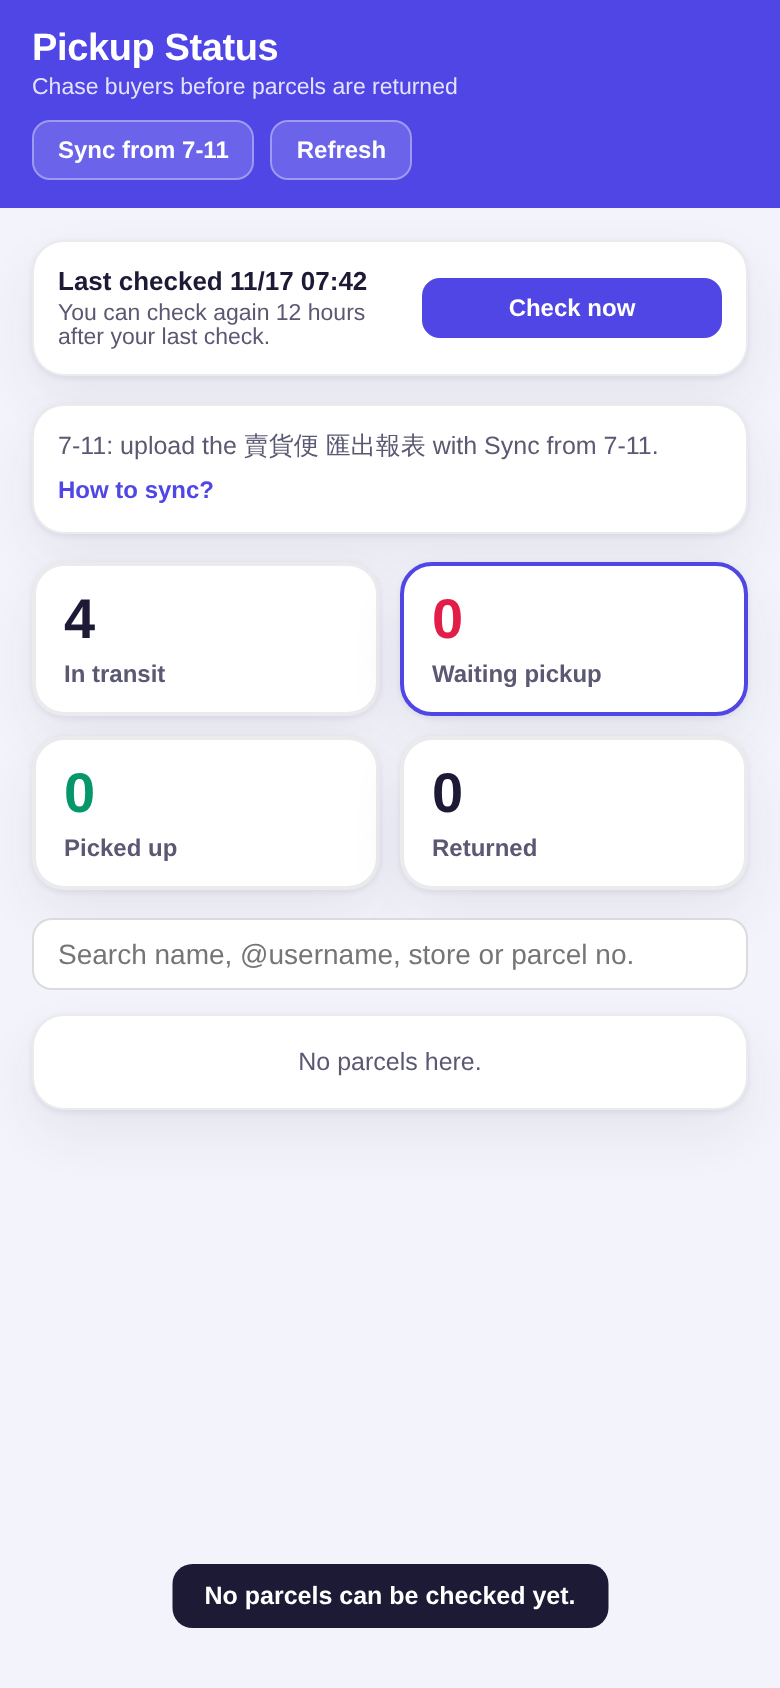 Pickup Status
Chase buyers before parcels are returned
Sync from 7-11
Refresh
Last checked 11/17 07:42
You can check again 12 hours
after your last check.
Check now
7-11: upload the 賣貨便 匯出報表 with Sync from 7-11.
How to sync?
4
In transit
0
Waiting pickup
0
Picked up
0
Returned
Search name, @username, store or parcel no.
No parcels here.
No parcels can be checked yet.